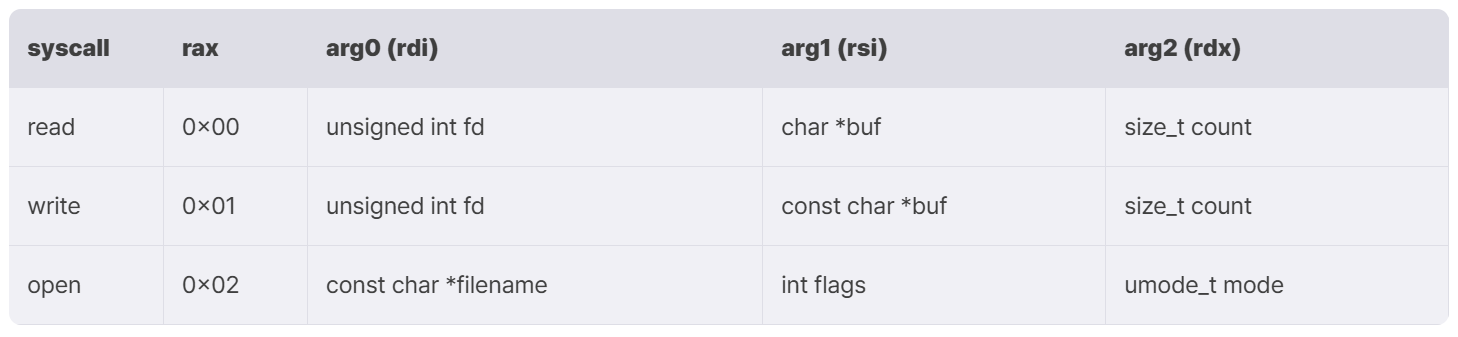 syscall rax arg0 (rdi) arg1 (rsi) arg2 (rdx)
read 0×00 unsigned int fd char *buf size_t count
write 0×01 unsigned int fd const char *buf size_t count
open 0×02 const char *filename int flags umode_t mode